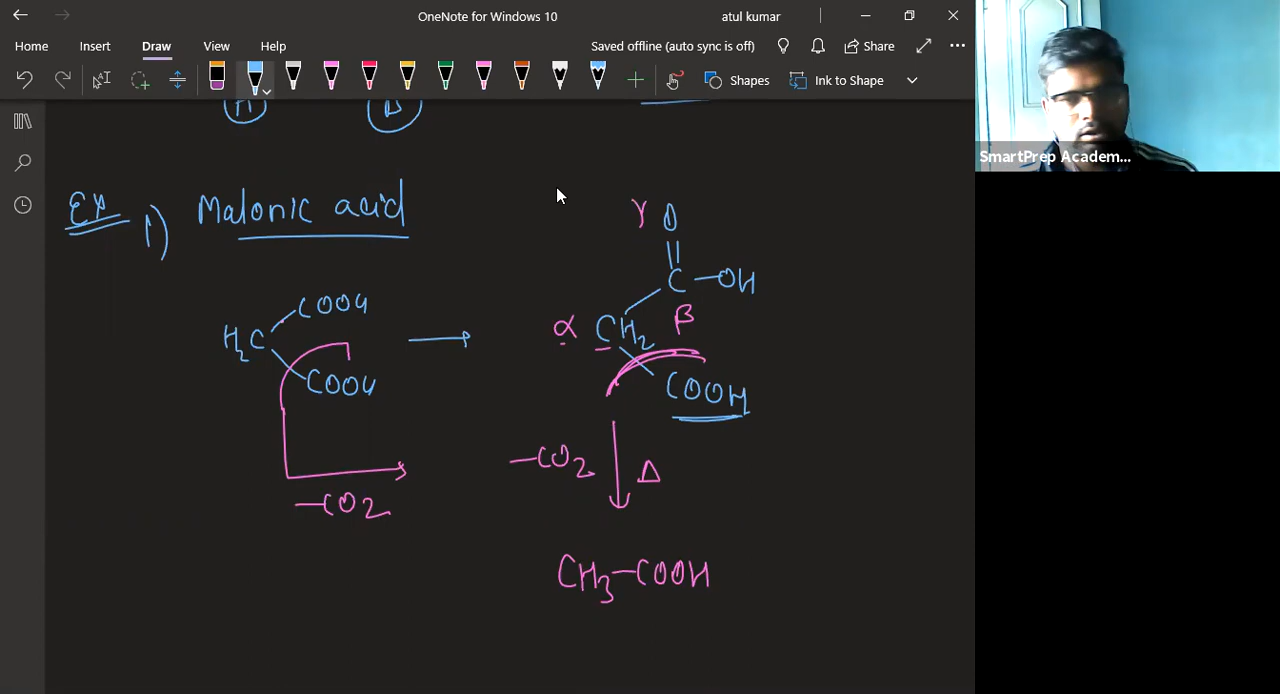 OneNote for Windows 10
atul kumar
Home Insert Draw View Help
Saved offline (auto sync is off)
Share
Shapes
Ink to Shape
SmartPrep Academ...
A B
Ex 1) Malonic acid
γ O
||
C -OH
COOH
H2C
COOH
α CH2 β
COOH
-CO2
-CO2 Δ
CH3-COOH